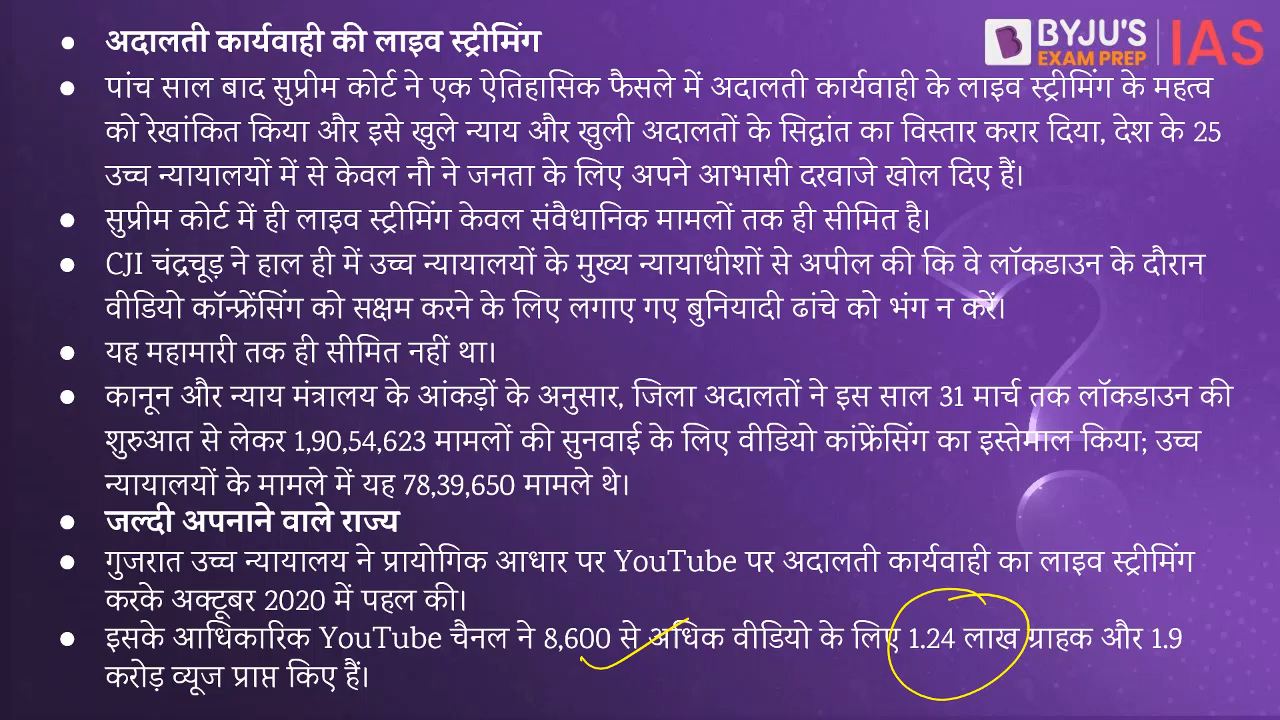 • अदालती कार्यवाही की लाइव स्ट्रीमिंग
BYJU'S
EXAM PREP
IAS
• पांच साल बाद सुप्रीम कोर्ट ने एक ऐतिहासिक फैसले में अदालती कार्यवाही के लाइव स्ट्रीमिंग के महत्व
को रेखांकित किया और इसे खुले न्याय और खुली अदालतों के सिद्वांत का विस्तार करार दिया, देश के 25
उच्च न्यायालयों में से केवल नौ ने जनता के लिए अपने आभासी दरवाजे खोल दिए हैं।
• सुप्रीम कोर्ट में ही लाइव स्ट्रीमिंग केवल संवैधानिक मामलों तक ही सीमित है।
• CJI चंद्रचूड़ ने हाल ही में उच्च न्यायालयों के मुख्य न्यायाधीशों से अपील की कि वे लॉकडाउन के दौरान
वीडियो कॉन्फ्रेंसिंग को सक्षम करने के लिए लगाए गए बुनियादी ढांचे को भंग न करें।
• यह महामारी तक ही सीमित नहीं था।
• कानून और न्याय मंत्रालय के आंकड़ों के अनुसार, जिला अदालतों ने इस साल 31 मार्च तक लॉकडाउन की
शुरुआत से लेकर 1,90,54,623 मामलों की सुनवाई के लिए वीडियो कांफ्रेंसिंग का इस्तेमाल किया; उच्च
न्यायालयों के मामले में यह 78,39,650 मामले थे।
• जल्दी अपनाने वाले राज्य
• गुजरात उच्च न्यायालय ने प्रायोगिक आधार पर YouTube पर अदालती कार्यवाही का लाइव स्ट्रीमिंग
करके अक्टूबर 2020 में पहल की।
• इसके आधिकारिक YouTube चैनल ने 8,600 से अधिक वीडियो के लिए 1.24 लाख ग्राहक और 1.9
करोड़ व्यूज प्राप्त किए हैं।